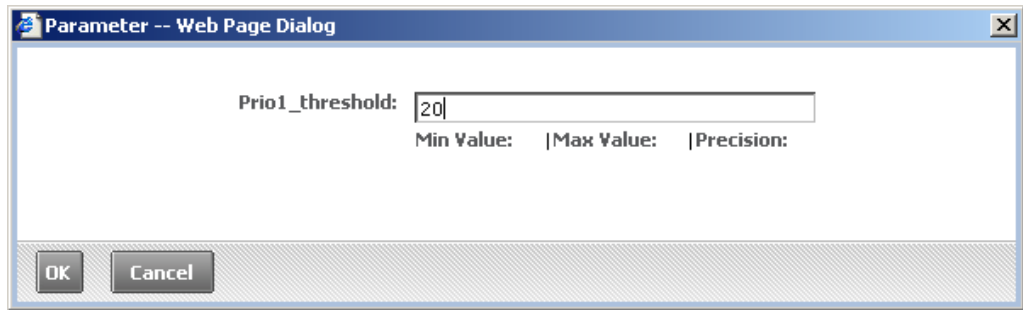 Parameter -- Web Page Dialog
Prio1_threshold: 20
Min Value: |Max Value: |Precision:
OK Cancel